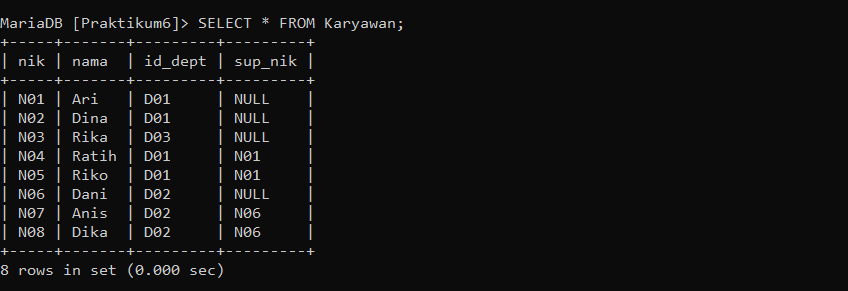 MariaDB [Praktikum6]> SELECT * FROM Karyawan;
+-----+-------+---------+---------+
| nik | nama  | id_dept | sup_nik |
+-----+-------+---------+---------+
| N01 | Ari   | D01     | NULL    |
| N02 | Dina  | D01     | NULL    |
| N03 | Rika  | D03     | NULL    |
| N04 | Ratih | D01     | N01     |
| N05 | Riko  | D01     | N01     |
| N06 | Dani  | D02     | NULL    |
| N07 | Anis  | D02     | N06     |
| N08 | Dika  | D02     | N06     |
+-----+-------+---------+---------+
8 rows in set (0.000 sec)